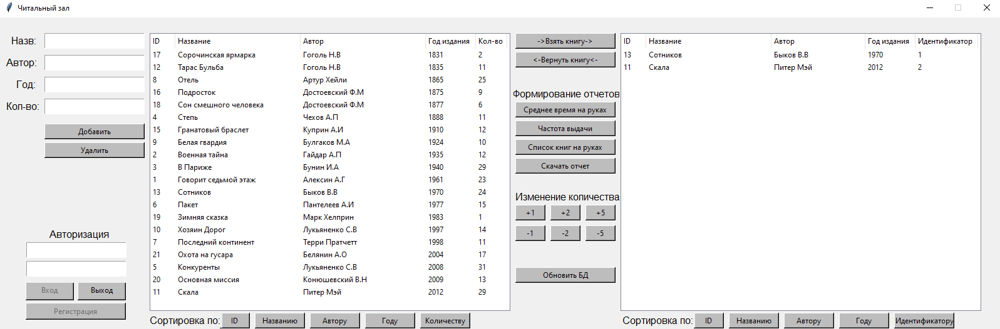 Читальный зал
Назв:
Автор:
Год:
Кол-во:
Добавить
Удалить
Авторизация
Вход Выход
Регистрация
ID Название Автор Год издания Кол-во
17 Сорочинская ярмарка Гоголь Н.В 1831 2
12 Тарас Бульба Гоголь Н.В 1835 11
8 Отель Артур Хейли 1865 25
16 Подросток Достоевский Ф.М 1875 9
18 Сон смешного человека Достоевский Ф.М 1877 6
4 Степь Чехов А.П 1888 11
15 Гранатовый браслет Куприн А.И 1910 12
9 Белая гвардия Булгаков М.А 1924 10
2 Военная тайна Гайдар А.П 1935 12
3 В Париже Бунин И.А 1940 29
1 Говорит седьмой этаж Алексин А.Г 1961 23
13 Сотников Быков В.В 1970 24
6 Пакет Пантелеев А.И 1977 15
19 Зимняя сказка Марк Хелприн 1983 1
10 Хозяин Дорог Лукьяненко С.В 1997 14
7 Последний континент Терри Пратчетт 1998 11
21 Охота на гусара Белянин А.О 2004 17
5 Конкуренты Лукьяненко С.В 2008 31
20 Основная миссия Конюшевский В.Н 2009 13
11 Скала Питер Мэй 2012 29
Сортировка по: ID Названию Автору Году Количеству
->Взять книгу->
<-Вернуть книгу<-
Формирование отчетов
Среднее время на руках
Частота выдачи
Список книг на руках
Скачать отчет
Изменение количества
+1 +2 +5
-1 -2 -5
Обновить БД
ID Название Автор Год издания Идентификатор
13 Сотников Быков В.В 1970 1
11 Скала Питер Мэй 2012 2
Сортировка по: ID Названию Автору Году Идентификатору